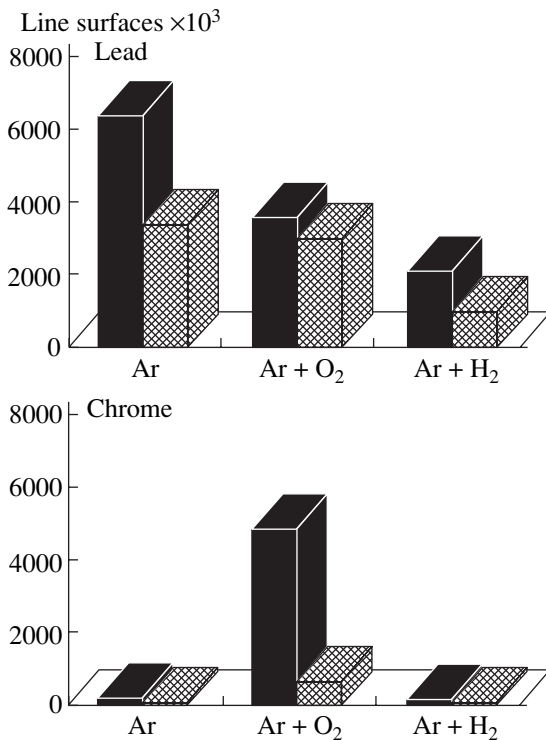 Line surfaces ×10³
Lead
8000
6000
4000
2000
0
Ar Ar + O₂ Ar + H₂
Chrome
8000
6000
4000
2000
0
Ar Ar + O₂ Ar + H₂